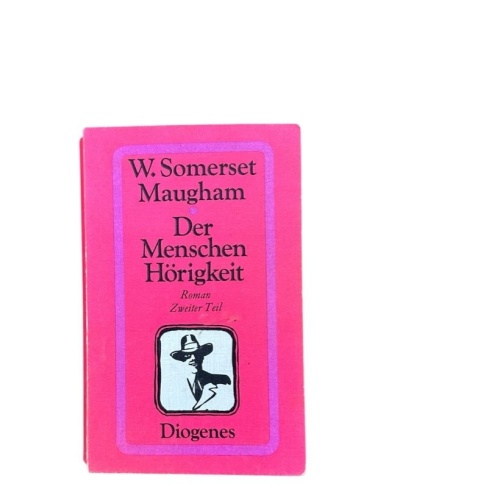 W. Somerset
Maugham
Der
Menschen
Hörigkeit
Roman
Zweiter Teil
Diogenes